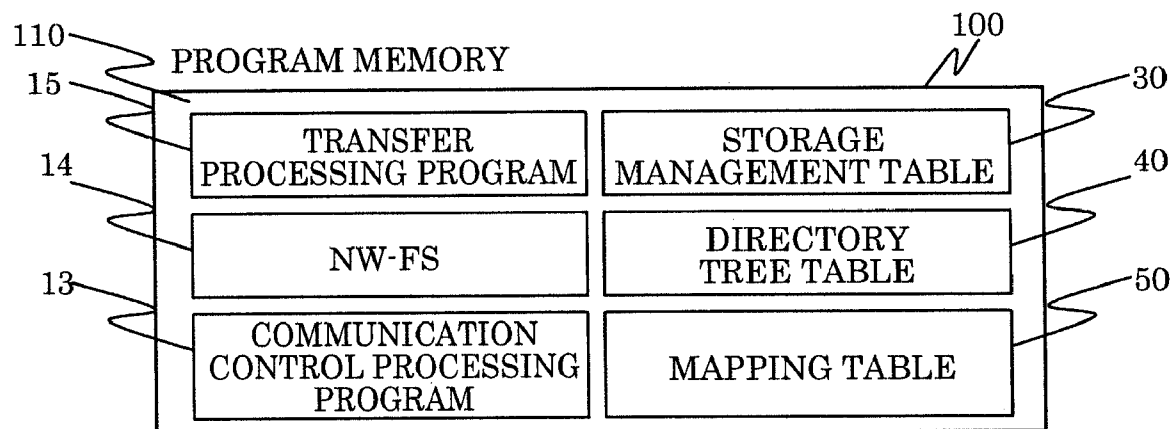 110
PROGRAM MEMORY
100
15
TRANSFER
PROCESSING PROGRAM
STORAGE
MANAGEMENT TABLE
30
14
NW-FS
DIRECTORY
TREE TABLE
40
13
COMMUNICATION
CONTROL PROCESSING
PROGRAM
MAPPING TABLE
50